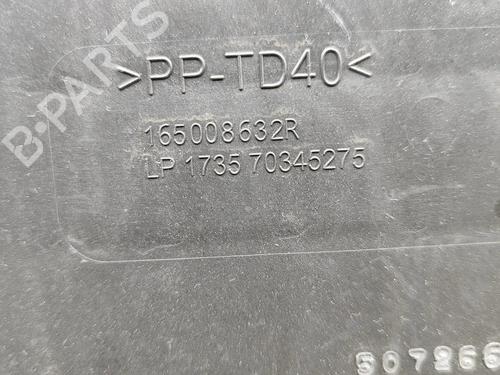 >PP-TD40<
165008632R
LP 1735 70345275
507266
B-PARTS